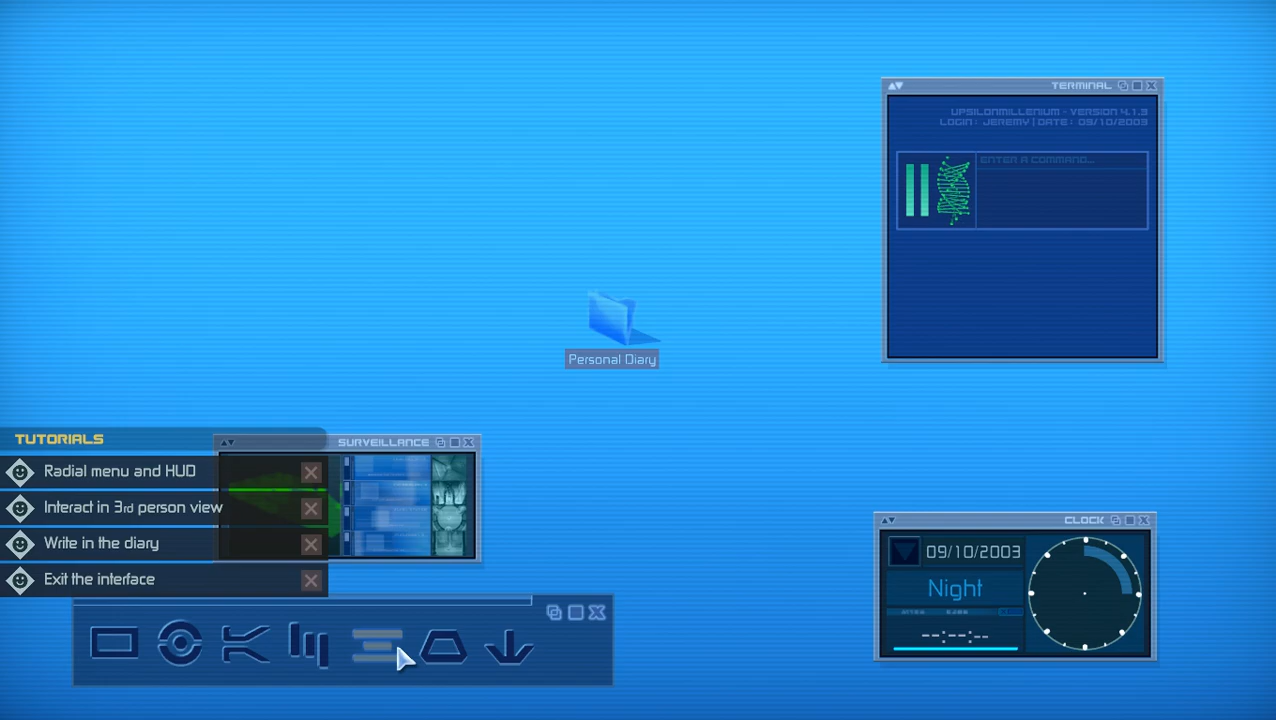 TERMINAL
UPSILONMILLENIUM - VERSION 4.1.9
LOGIN : JEREMY | DATE : 09/10/2003
ENTER A COMMAND...
Personal Diary
TUTORIALS
Radial menu and HUD
Interact in 3rd person view
Write in the diary
Exit the interface
SURVEILLANCE
CLOCK
09/10/2003
Night
--:--:--